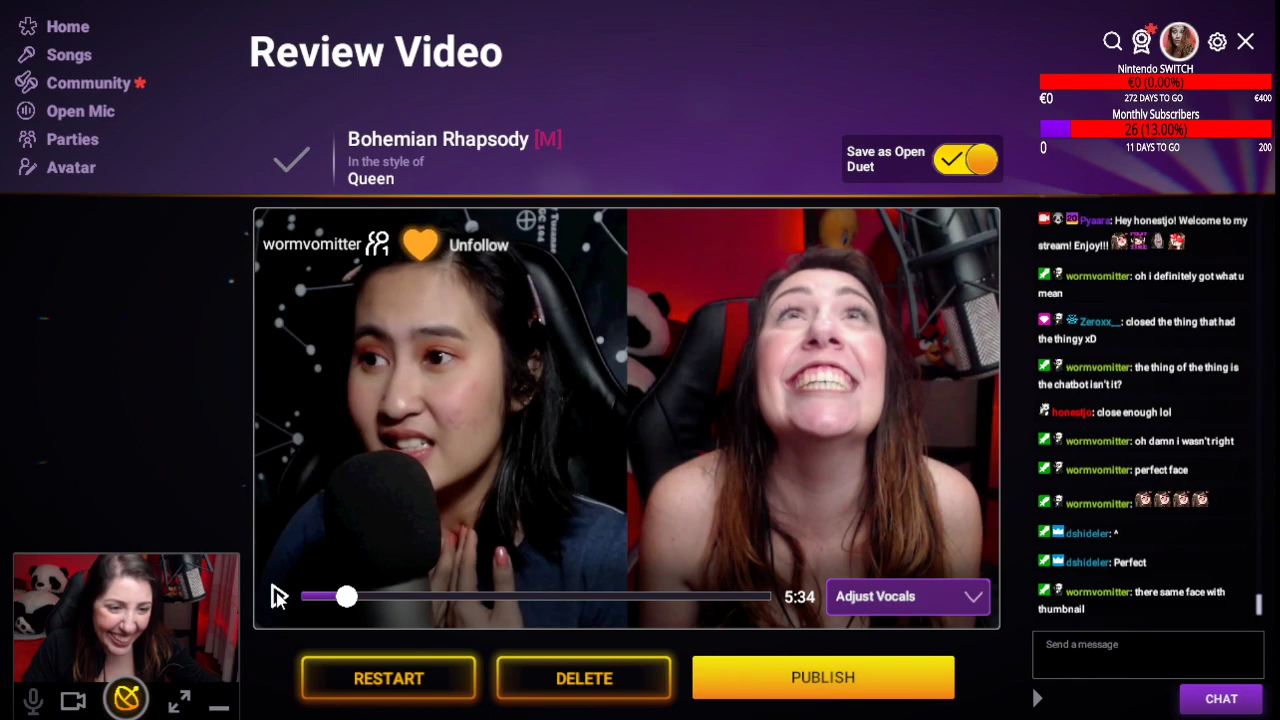 Home
Songs
Community
Open Mic
Parties
Avatar
Review Video
Bohemian Rhapsody [M]
In the style of
Queen
Save as Open
Duet
Nintendo SWITCH
€0 (0.00%)
€0 272 DAYS TO GO €400
Monthly Subscribers
26 (13.00%)
0 11 DAYS TO GO 200
wormvomitter Unfollow
5:34
Adjust Vocals
RESTART
DELETE
PUBLISH
20 Pyaara: Hey honestjo! Welcome to my
stream! Enjoy!!!
wormvomitter: oh i definitely got what u
mean
Zeroxx__: closed the thing that had
the thingy xD
wormvomitter: the thing of the thing is
the chatbot isn't it?
honestjo: close enough lol
wormvomitter: oh damn i wasn't right
wormvomitter: perfect face
wormvomitter:
dshideler: ^
dshideler: Perfect
wormvomitter: there same face with
thumbnail
Send a message
CHAT